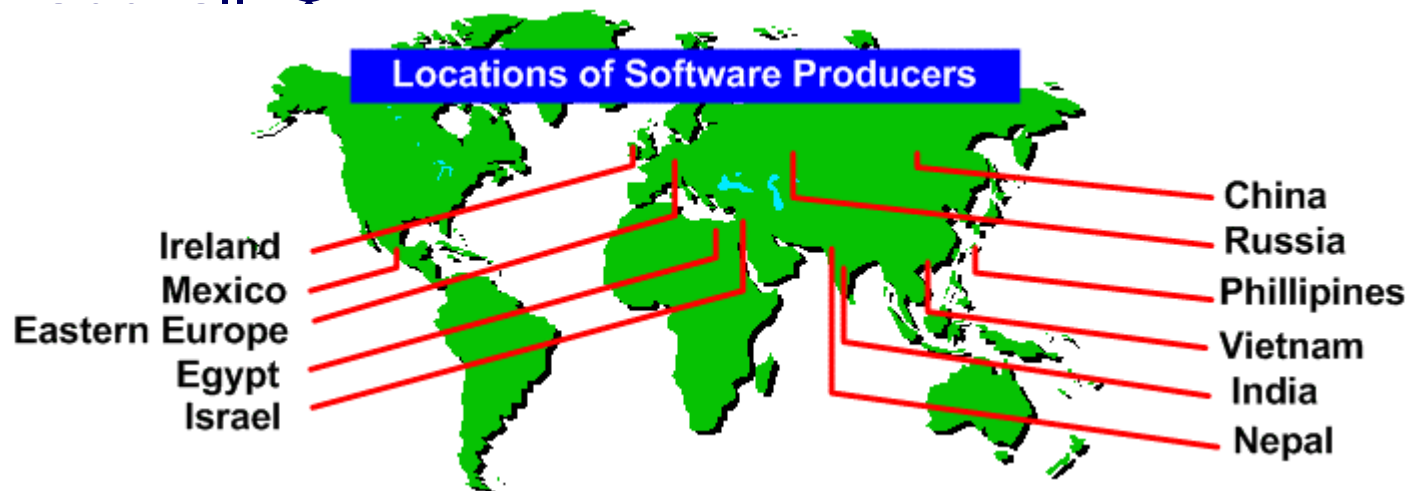 Locations of Software Producers
Ireland
Mexico
Eastern Europe
Egypt
Israel
China
Russia
Phillipines
Vietnam
India
Nepal